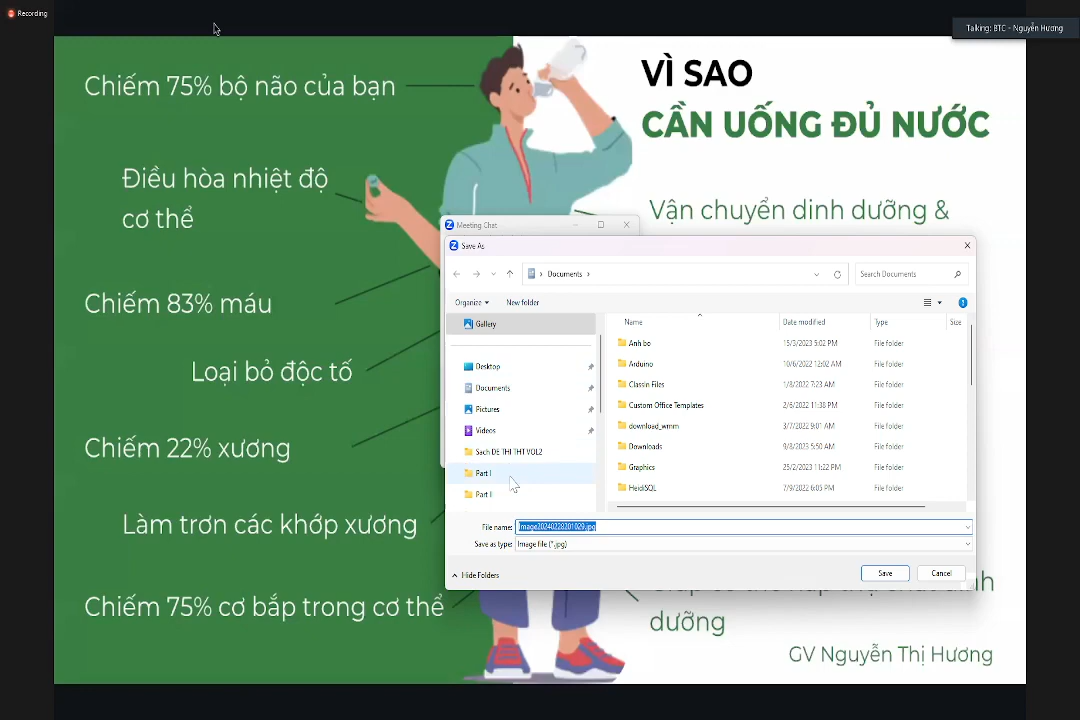 Recording
Talking: BTC - Nguyễn Hương
Chiếm 75% bộ não của bạn
Điều hòa nhiệt độ
cơ thể
Chiếm 83% máu
Loại bỏ độc tố
Chiếm 22% xương
Làm trơn các khớp xương
Chiếm 75% cơ bắp trong cơ thể
VÌ SAO
CẦN UỐNG ĐỦ NƯỚC
Vận chuyển dinh dưỡng &
Meeting Chat
Save As
Documents
Search Documents
Organize
New folder
Gallery
Desktop
Documents
Pictures
Videos
Sach DE THI THT VOL2
Part I
Part II
Name Date modified Type Size
Anh bo 15/3/2023 5:02 PM File folder
Arduino 10/6/2022 12:02 AM File folder
ClassIn Files 1/8/2022 7:23 AM File folder
Custom Office Templates 2/6/2022 11:38 PM File folder
download_wmm 3/7/2022 9:01 AM File folder
Downloads 9/8/2023 5:50 AM File folder
Graphics 25/2/2023 11:22 PM File folder
HeidiSQL 7/9/2022 6:05 PM File folder
File name: Image20240228201029.jpg
Save as type: Image file (*.jpg)
Hide Folders
Save
Cancel
dinh
dưỡng
GV Nguyễn Thị Hương